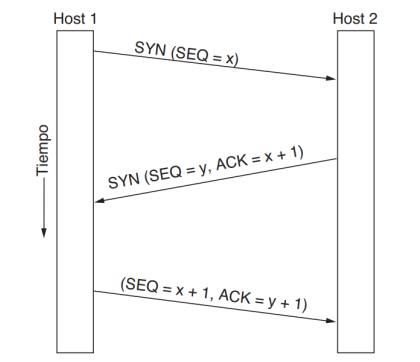 Host 1
Host 2
SYN (SEQ = x)
Tiempo
SYN (SEQ = y, ACK = x + 1)
(SEQ = x + 1, ACK = y + 1)